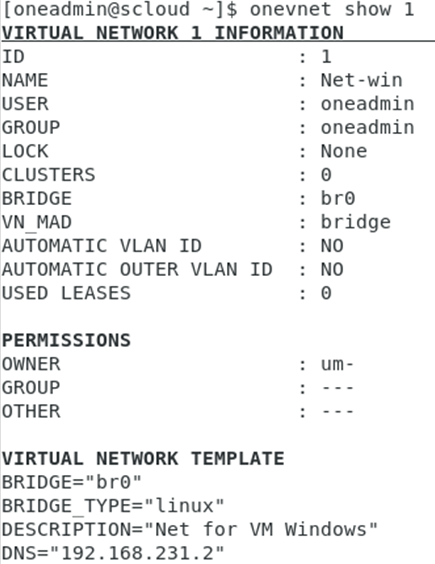 [oneadmin@scloud ~]$ onevnet show 1
VIRTUAL NETWORK 1 INFORMATION
ID : 1
NAME : Net-win
USER : oneadmin
GROUP : oneadmin
LOCK : None
CLUSTERS : 0
BRIDGE : br0
VN_MAD : bridge
AUTOMATIC VLAN ID : NO
AUTOMATIC OUTER VLAN ID : NO
USED LEASES : 0
PERMISSIONS
OWNER : um-
GROUP : ---
OTHER : ---
VIRTUAL NETWORK TEMPLATE
BRIDGE="br0"
BRIDGE_TYPE="linux"
DESCRIPTION="Net for VM Windows"
DNS="192.168.231.2"